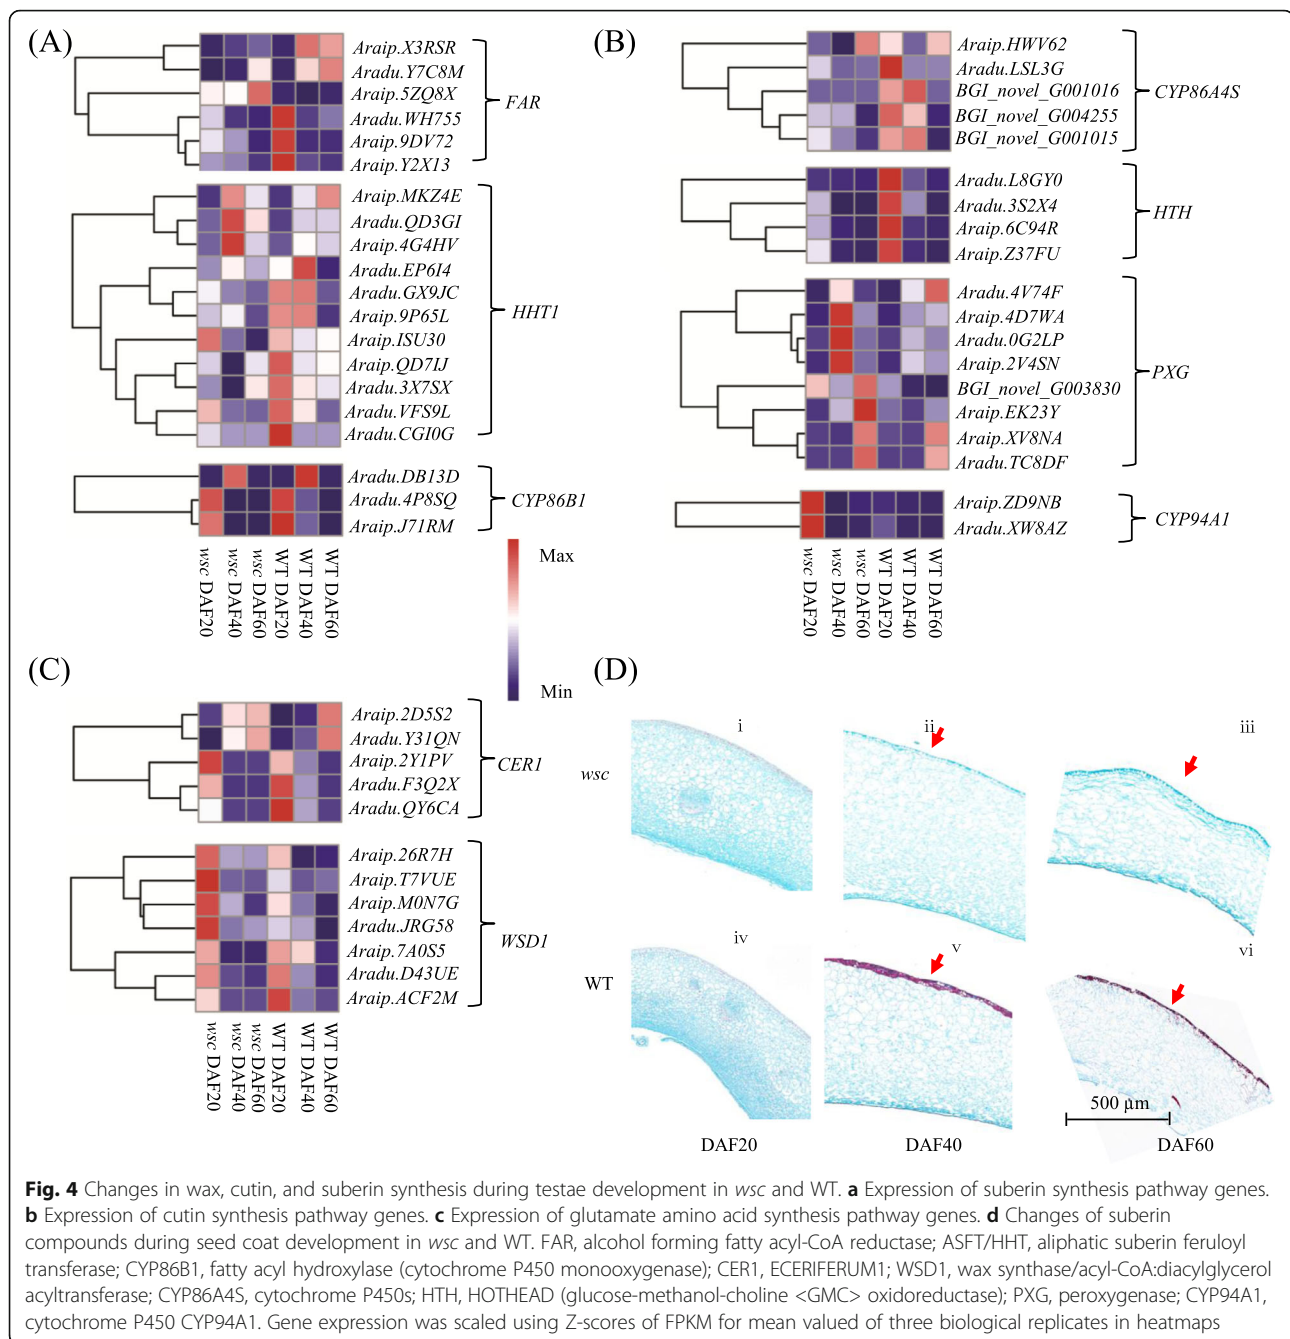 (A)
Araip.X3RSR
Aradu.Y7C8M
Araip.5ZQ8X
Aradu.WH755
Araip.9DV72
Araip.Y2X13
FAR
Araip.MKZ4E
Aradu.QD3GI
Araip.4G4HV
Aradu.EP6I4
Aradu.GX9JC
Araip.9P65L
Araip.ISU30
Araip.QD7IJ
Aradu.3X7SX
Aradu.VFS9L
Aradu.CGI0G
HHT1
Aradu.DB13D
Aradu.4P8SQ
Araip.J71RM
CYP86B1
wsc DAF20
wsc DAF40
wsc DAF60
WT DAF20
WT DAF40
WT DAF60
Max
Min
(B)
Araip.HWV62
Aradu.LSL3G
BGI_novel_G001016
BGI_novel_G004255
BGI_novel_G001015
CYP86A4S
Aradu.L8GY0
Aradu.3S2X4
Araip.6C94R
Araip.Z37FU
HTH
Aradu.4V74F
Araip.4D7WA
Aradu.0G2LP
Araip.2V4SN
BGI_novel_G003830
Araip.EK23Y
Araip.XV8NA
Aradu.TC8DF
PXG
Araip.ZD9NB
Aradu.XW8AZ
CYP94A1
wsc DAF20
wsc DAF40
wsc DAF60
WT DAF20
WT DAF40
WT DAF60
(C)
Araip.2D5S2
Aradu.Y31QN
Araip.2Y1PV
Aradu.F3Q2X
Aradu.QY6CA
CER1
Araip.26R7H
Araip.T7VUE
Araip.M0N7G
Aradu.JRG58
Araip.7A0S5
Aradu.D43UE
Araip.ACF2M
WSD1
wsc DAF20
wsc DAF40
wsc DAF60
WT DAF20
WT DAF40
WT DAF60
(D)
i
ii
iii
wsc
iv
v
vi
WT
500 µm
DAF20
DAF40
DAF60
Fig. 4 Changes in wax, cutin, and suberin synthesis during testae development in wsc and WT. a Expression of suberin synthesis pathway genes.
b Expression of cutin synthesis pathway genes. c Expression of glutamate amino acid synthesis pathway genes. d Changes of suberin
compounds during seed coat development in wsc and WT. FAR, alcohol forming fatty acyl-CoA reductase; ASFT/HHT, aliphatic suberin feruloyl
transferase; CYP86B1, fatty acyl hydroxylase (cytochrome P450 monooxygenase); CER1, ECERIFERUM1; WSD1, wax synthase/acyl-CoA:diacylglycerol
acyltransferase; CYP86A4S, cytochrome P450s; HTH, HOTHEAD (glucose-methanol-choline <GMC> oxidoreductase); PXG, peroxygenase; CYP94A1,
cytochrome P450 CYP94A1. Gene expression was scaled using Z-scores of FPKM for mean valued of three biological replicates in heatmaps